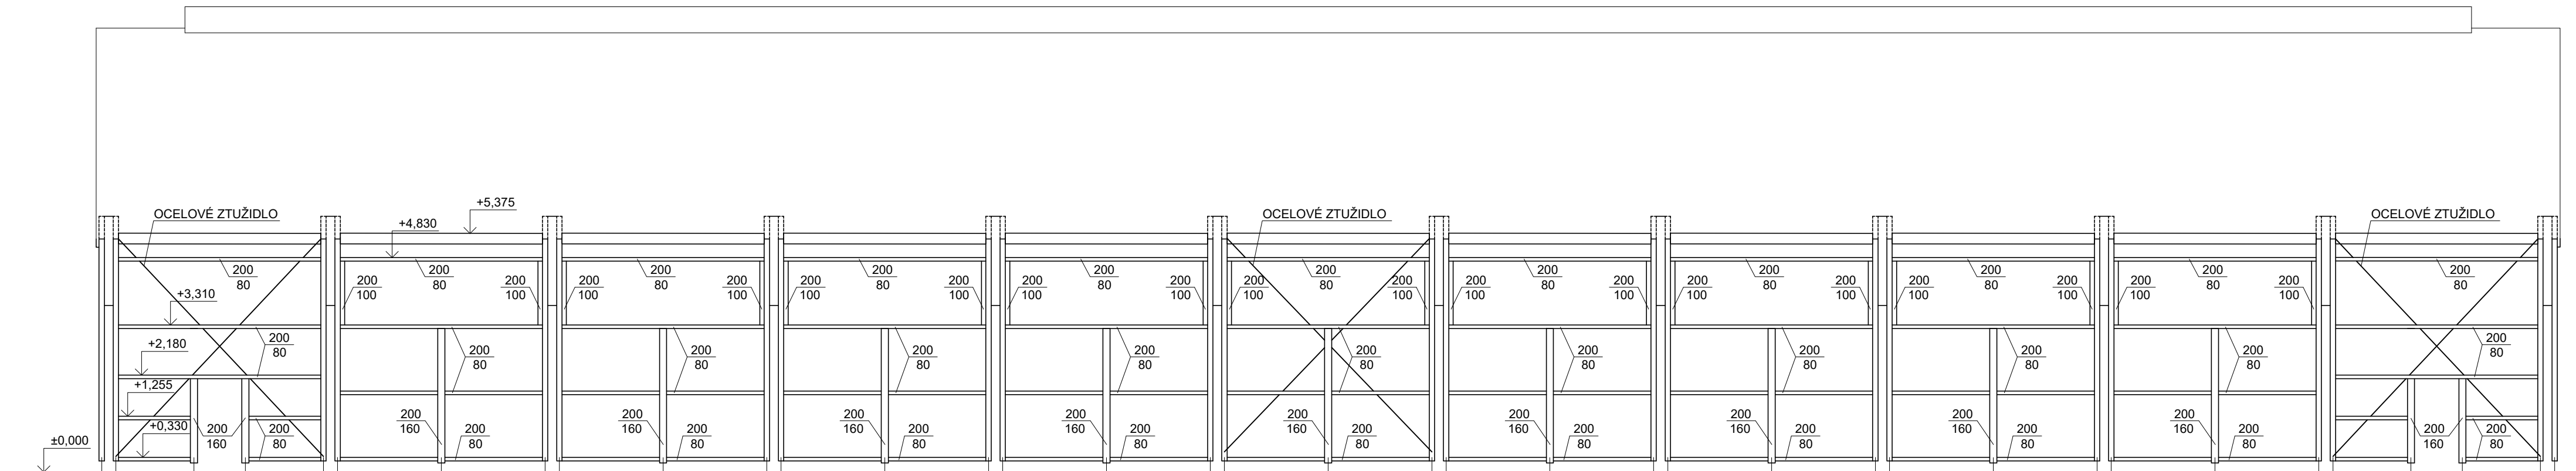 +5,375
OCELOVÉ ZTUŽIDLO
OCELOVÉ ZTUŽIDLO
OCELOVÉ ZTUŽIDLO
+4,830
200 200 200 200 200 200 200 200 200 200 200
80 80 80 80 80 80 80 80 80 80 80
200 200 200 200 200 200 200 200 200 200 200 200 200 200 200 200 200 200
100 100 100 100 100 100 100 100 100 100 100 100 100 100 100 100 100 100
+3,310
200 200
80 80
+2,180
200 200 200 200 200 200 200 200 200
80 80 80 80 80 80 80 80 80
+1,255
200 200 200 200 200 200 200 200 200
160 160 160 160 160 160 160 160 160
+0,330
200 200 200 200 200 200 200 200 200 200 200 200 200
160 80 80 80 80 80 80 80 80 80 80 160 80
±0,000